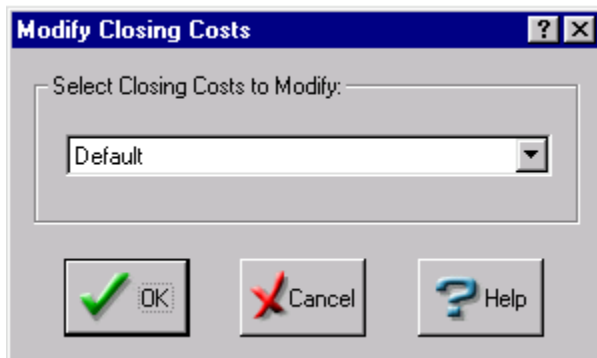 Modify Closing Costs
Select Closing Costs to Modify:
Default
OK Cancel Help